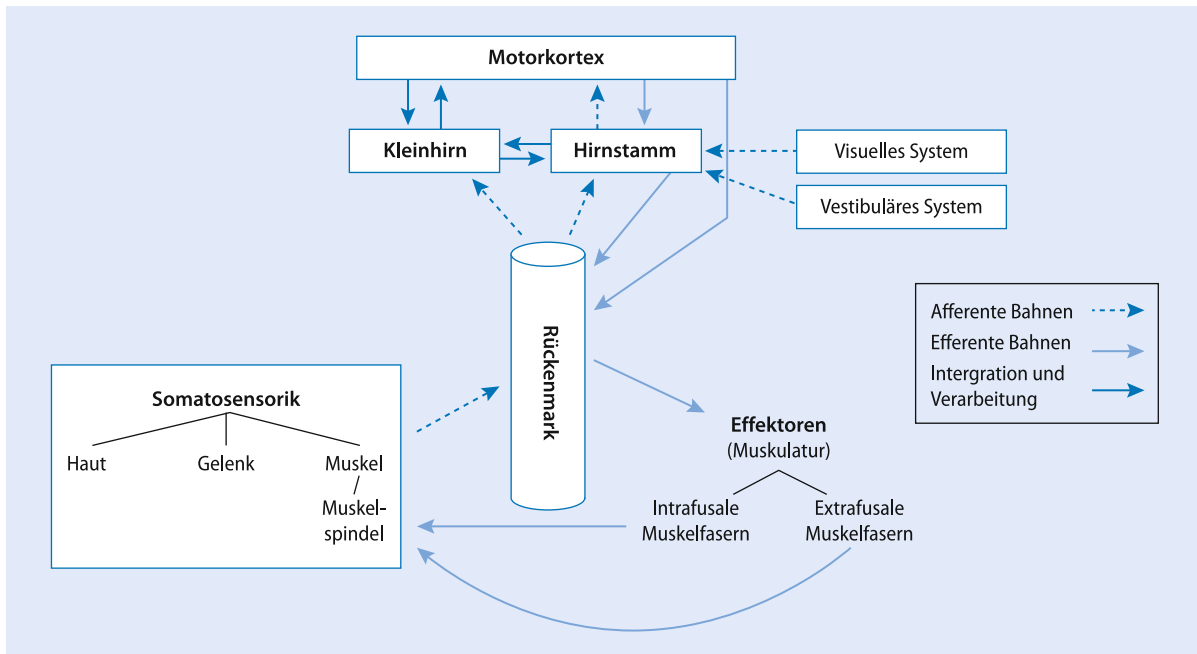 Motorkortex
Kleinhirn
Hirnstamm
Visuelles System
Vestibuläres System
Rückenmark
Afferente Bahnen
Efferente Bahnen
Intergration und
Verarbeitung
Somatosensorik
Haut
Gelenk
Muskel
Muskel-
spindel
Effektoren
(Muskulatur)
Intrafusale
Muskelfasern
Extrafusale
Muskelfasern